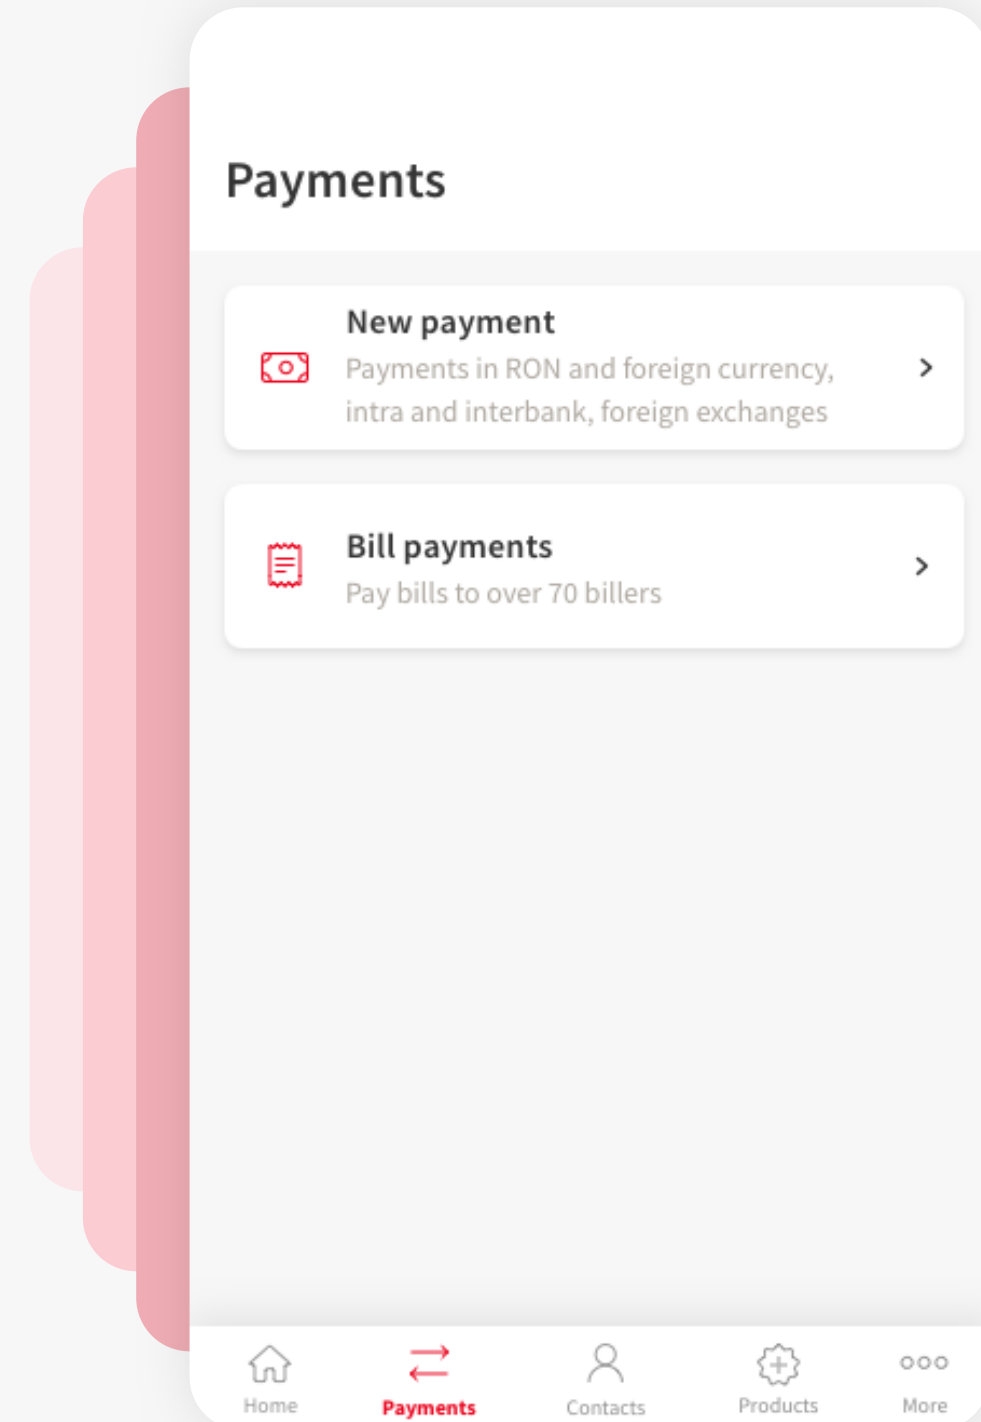 Payments
New payment
Payments in RON and foreign currency,
intra and interbank, foreign exchanges
Bill payments
Pay bills to over 70 billers
Home
Payments
Contacts
Products
More